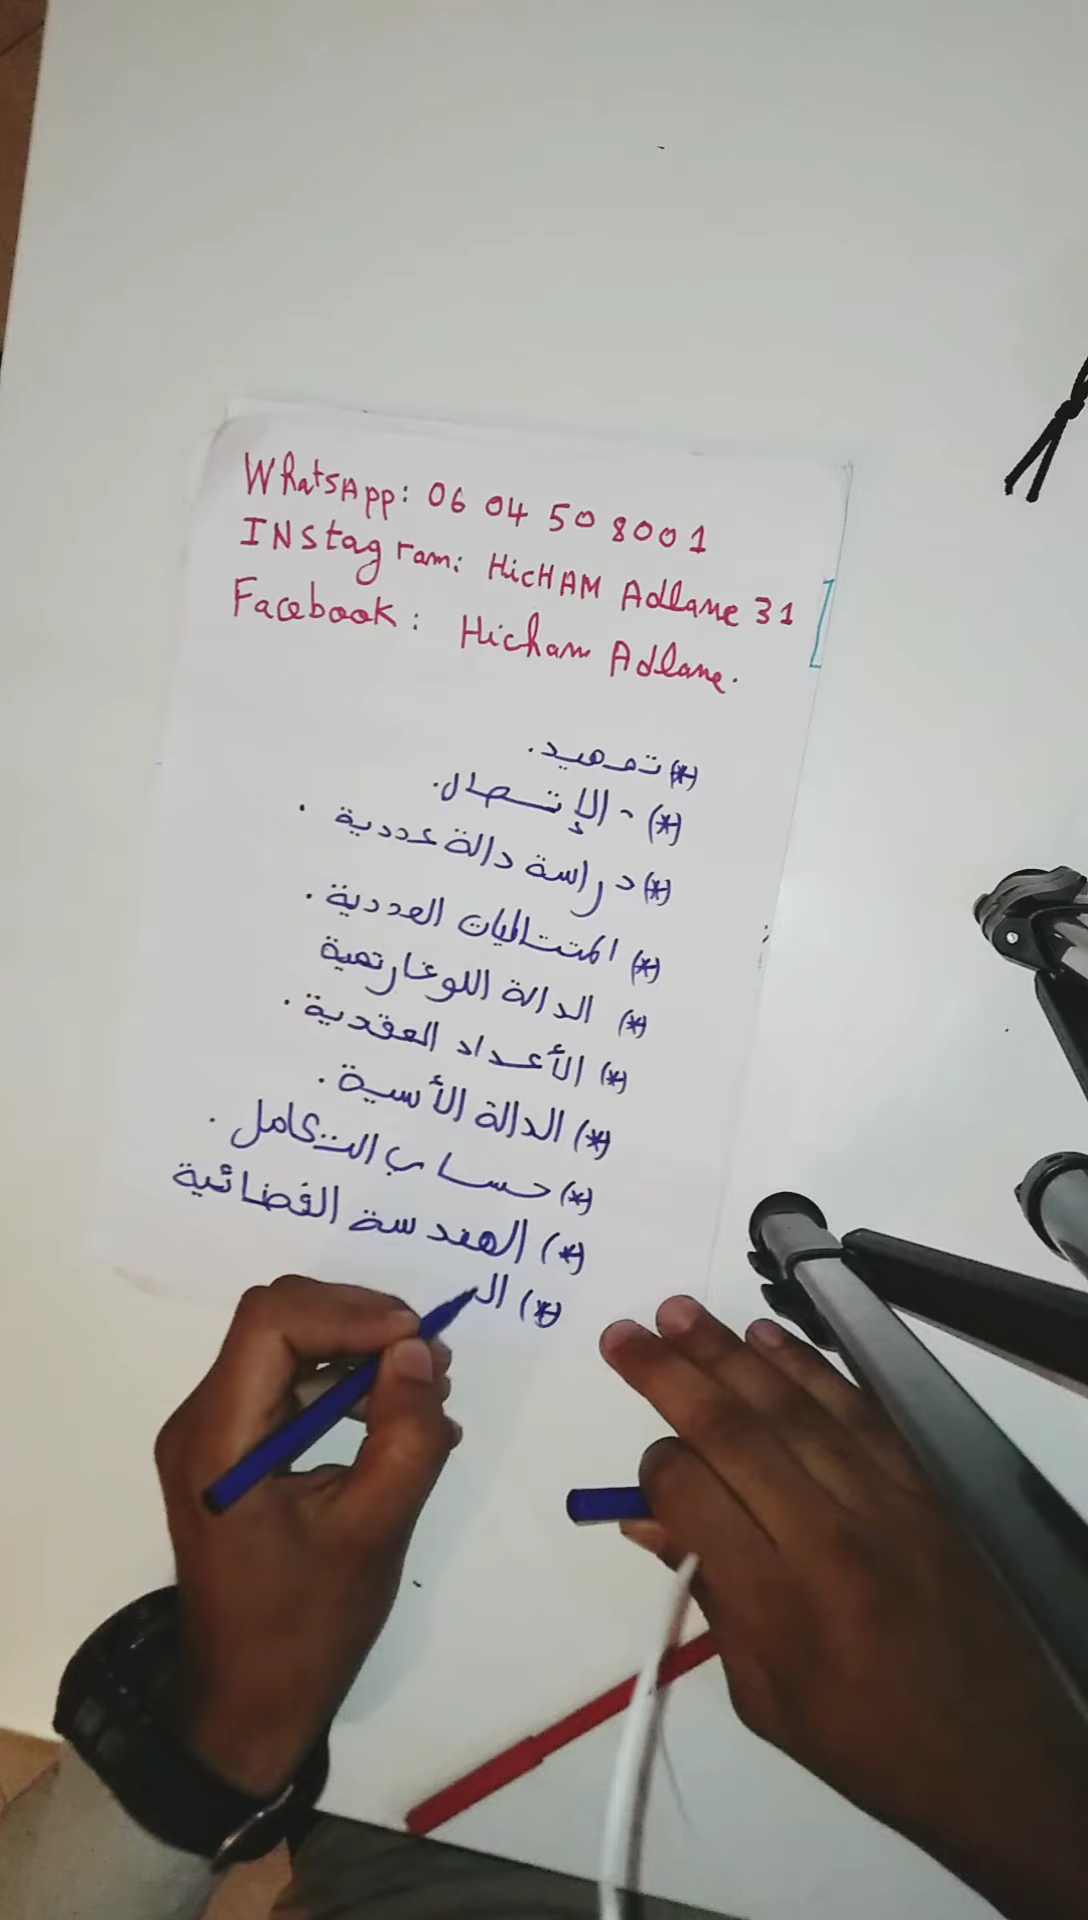 WhatsApp: 06 04 50 8001
INstagram: HicHAM Adlane 31
Facebook: Hicham Adlane.
(*) تمهيد.
(*) - الإتصال.
(*) دراسة دالة عددية.
(*) المتتاليات العددية.
(*) الدالة اللوغارتمية
(*) الأعداد العقدية.
(*) الدالة الأسية.
(*) حساب التكامل.
(*) الهندسة الفضائية
(*) ال